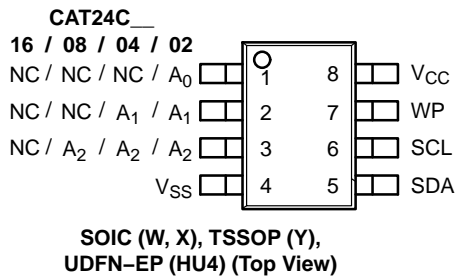 CAT24C__
16 / 08 / 04 / 02
NC / NC / NC / A0 1 8 VCC
NC / NC / A1 / A1 2 7 WP
NC / A2 / A2 / A2 3 6 SCL
VSS 4 5 SDA
SOIC (W, X), TSSOP (Y),
UDFN–EP (HU4) (Top View)